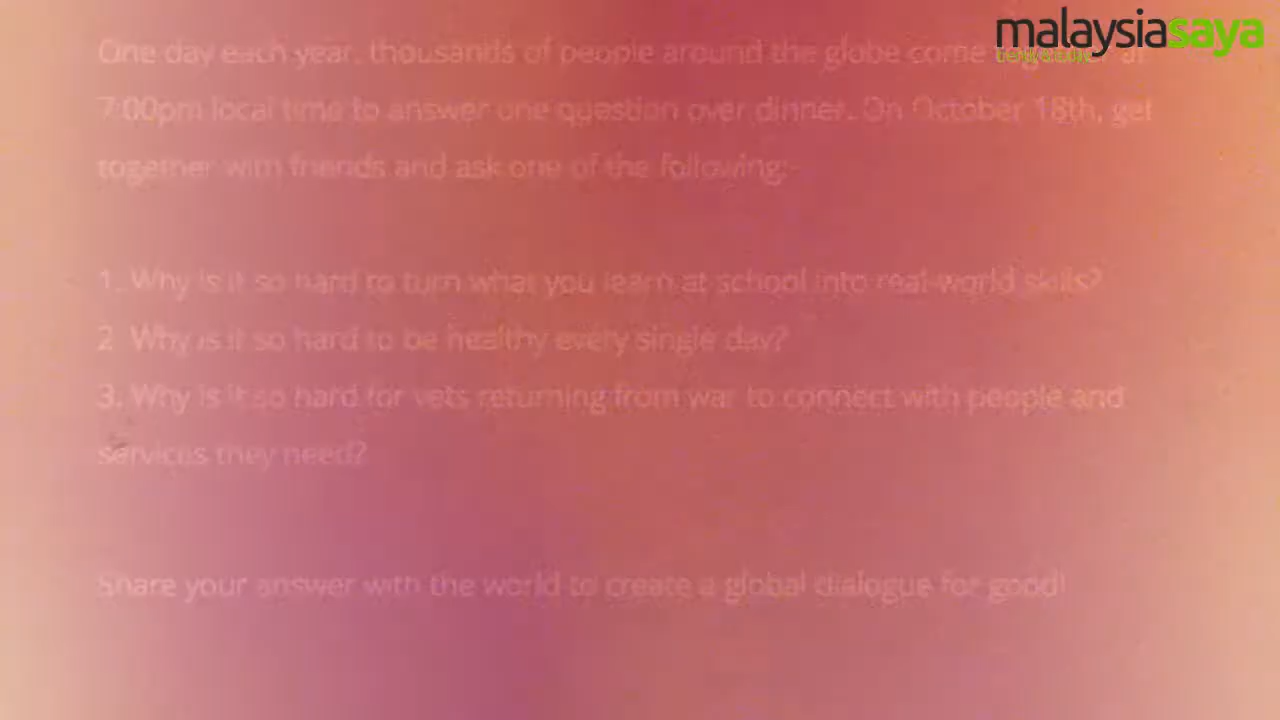 malaysiasaya
One day each year, thousands of people around the globe come together at
7:00pm local time to answer one question over dinner. On October 18th, get
together with friends and ask one of the following:
1. Why is it so hard to turn what you learn at school into real-world skills?
2. Why is it so hard to be healthy every single day?
3. Why is it so hard for vets returning from war to connect with people and
services they need?
Share your answer with the world to create a global dialogue for good!